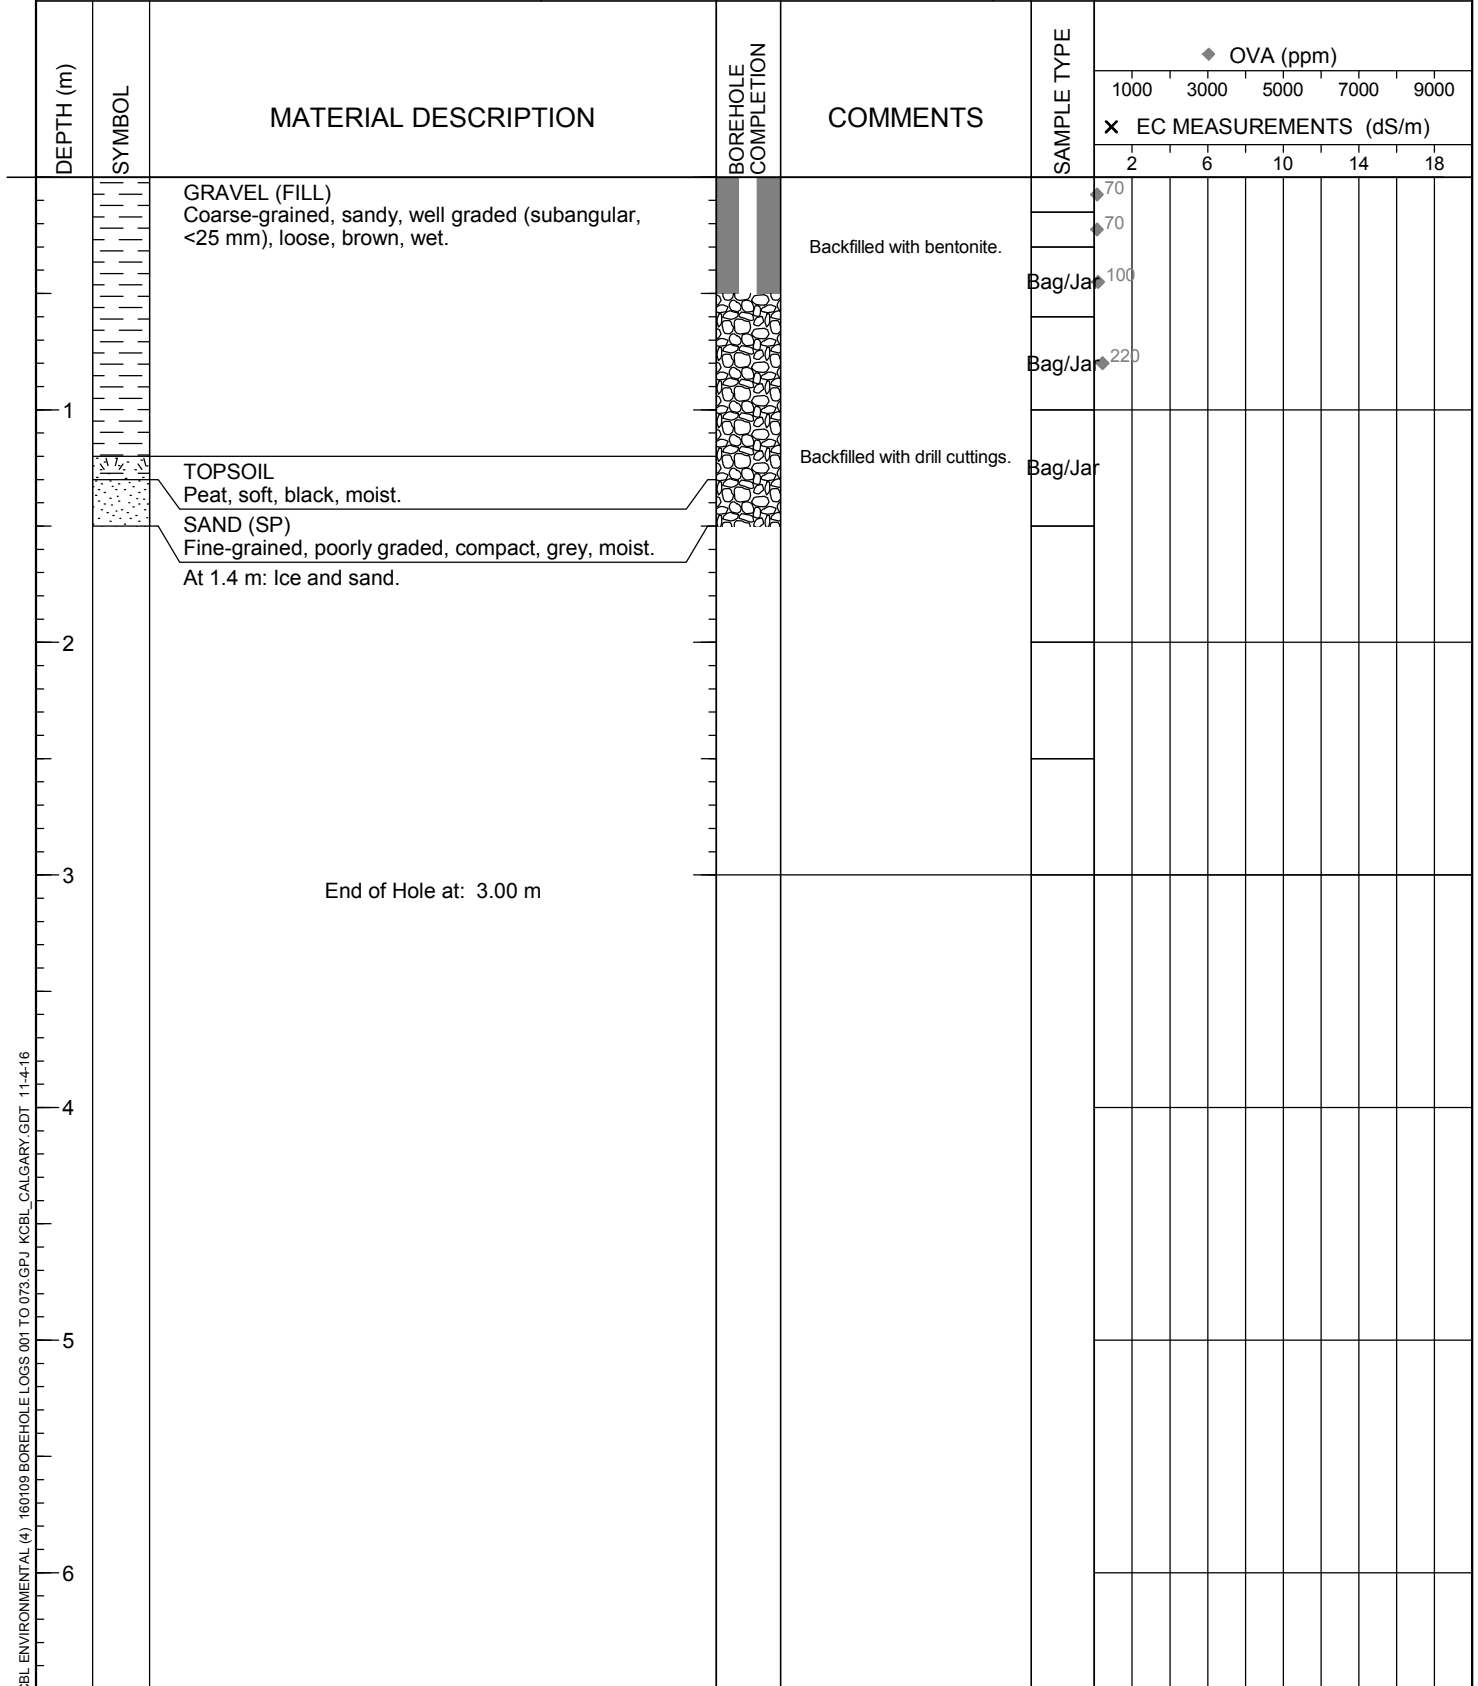 DEPTH (m)
SYMBOL
MATERIAL DESCRIPTION
BOREHOLE
COMPLETION
COMMENTS
SAMPLE TYPE
OVA (ppm)
1000 3000 5000 7000 9000
EC MEASUREMENTS (dS/m)
2 6 10 14 18
GRAVEL (FILL)
Coarse-grained, sandy, well graded (subangular,
<25 mm), loose, brown, wet.
70
70
Backfilled with bentonite.
Bag/Jar 100
Bag/Jar 220
1
Backfilled with drill cuttings.
Bag/Jar
TOPSOIL
Peat, soft, black, moist.
SAND (SP)
Fine-grained, poorly graded, compact, grey, moist.
At 1.4 m: Ice and sand.
2
3
End of Hole at: 3.00 m
4
5
6
BL ENVIRONMENTAL (4) 160109 BOREHOLE LOGS 001 TO 073.GPJ KCBL_CALGARY.GDT 11-4-16